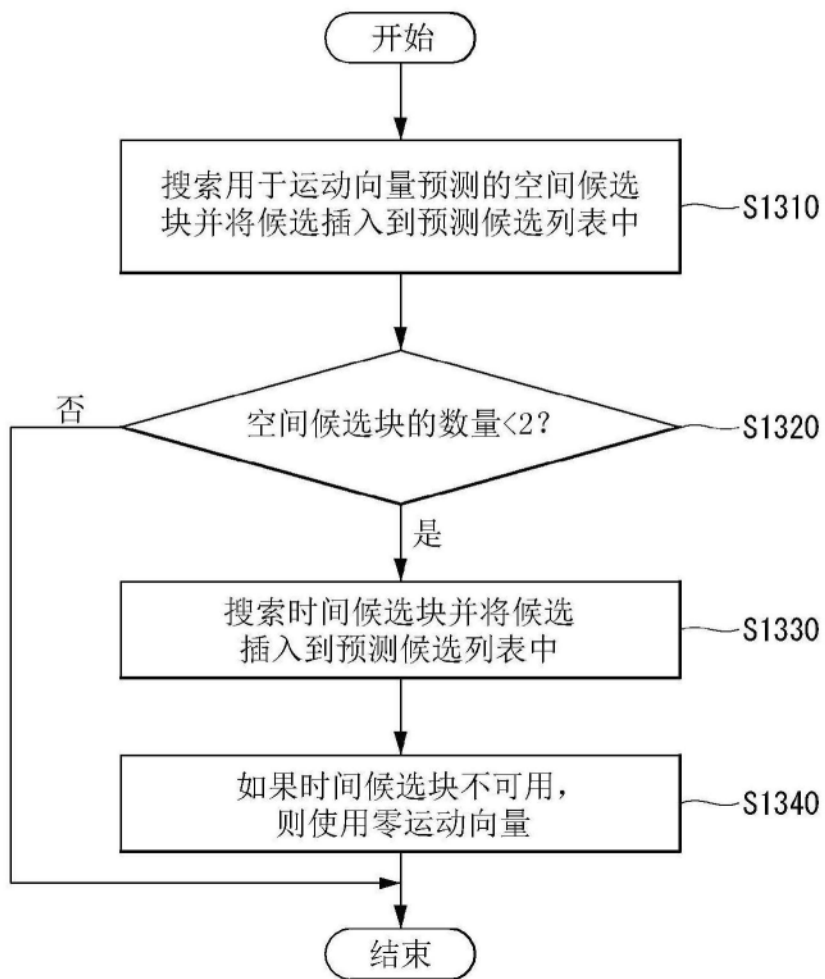 开始
搜索用于运动向量预测的空间候选
块并将候选插入到预测候选列表中
S1310
否
空间候选块的数量<2?
S1320
是
搜索时间候选块并将候选
插入到预测候选列表中
S1330
如果时间候选块不可用，
则使用零运动向量
S1340
结束